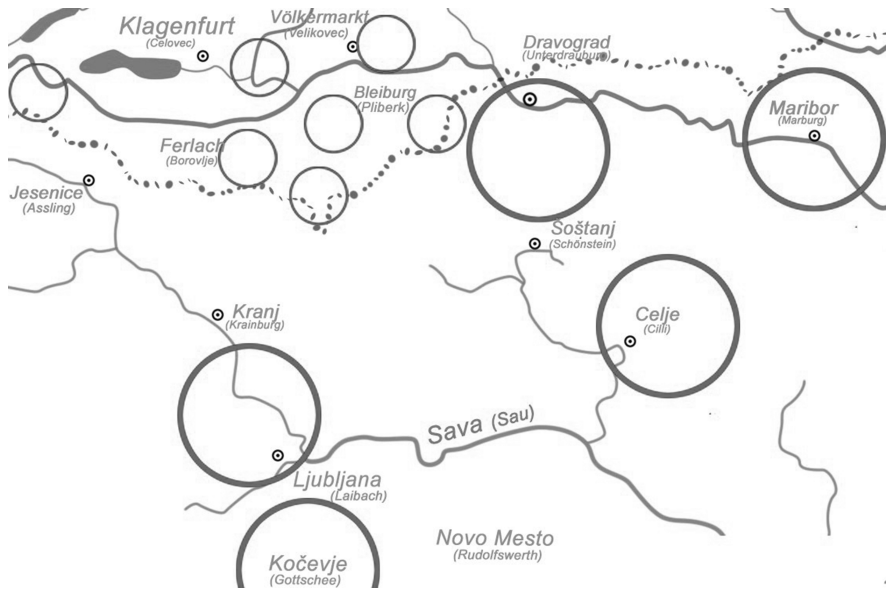 Klagenfurt
(Celovec)
Völkermarkt
(Velikovec)
Dravograd
(Unterdrauburg)
Bleiburg
(Pliberk)
Maribor
(Marburg)
Ferlach
(Borovlje)
Jesenice
(Assling)
Šoštanj
(Schönstein)
Kranj
(Krainburg)
Celje
(Cilli)
Sava (Sau)
Ljubljana
(Laibach)
Novo Mesto
(Rudolfswerth)
Kočevje
(Gottschee)